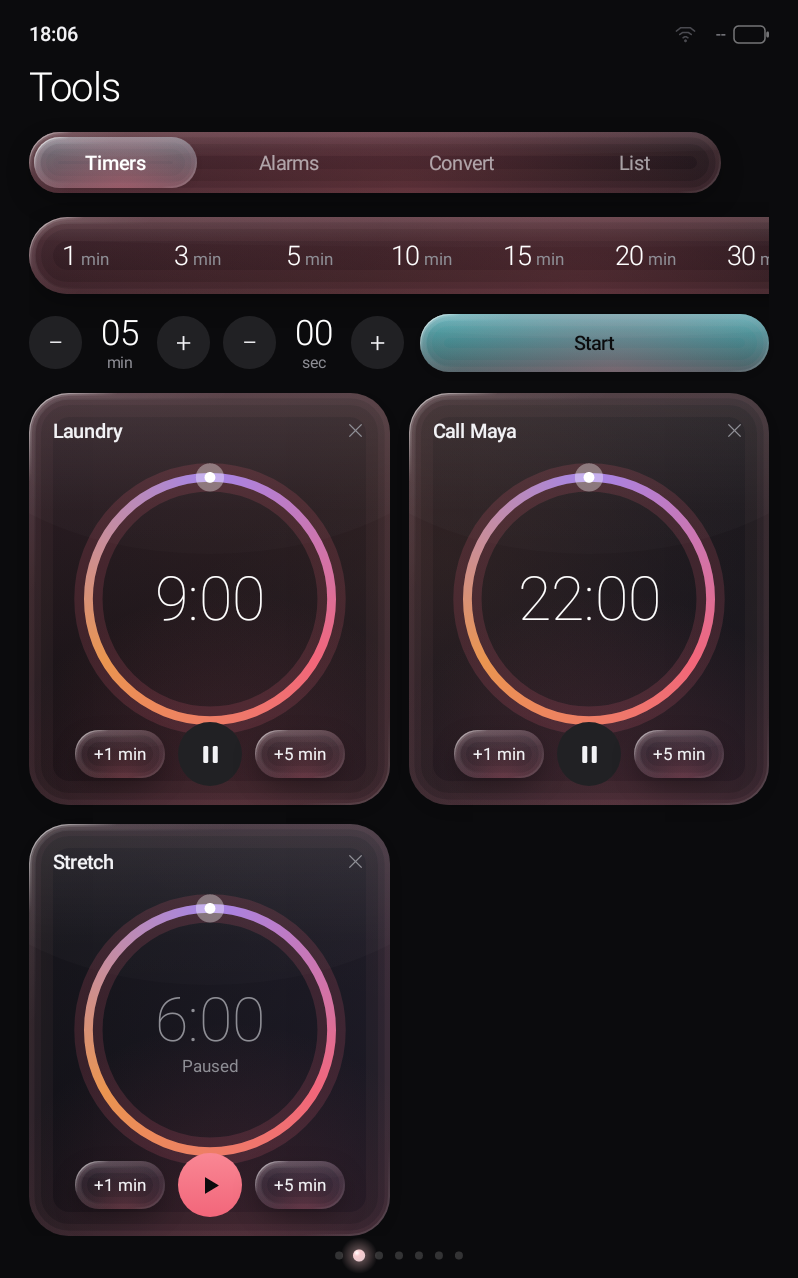 18:06 --
Tools
Timers Alarms Convert List
1 min 3 min 5 min 10 min 15 min 20 min 30
− 05 min + − 00 sec + Start
Laundry
9:00
+1 min +5 min
Call Maya
22:00
+1 min +5 min
Stretch
6:00
Paused
+1 min +5 min